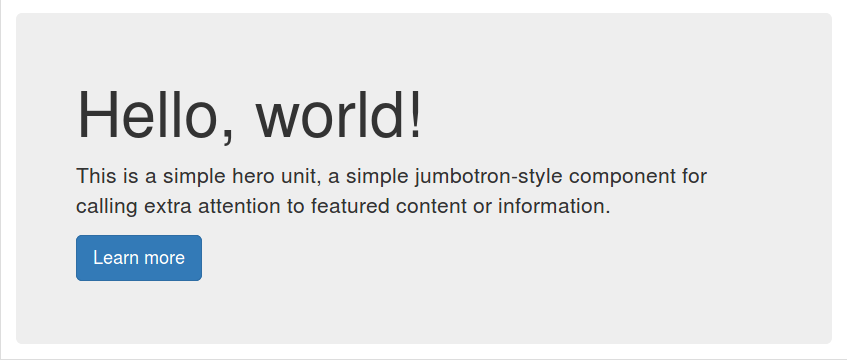 Hello, world!
This is a simple hero unit, a simple jumbotron-style component for
calling extra attention to featured content or information.
Learn more